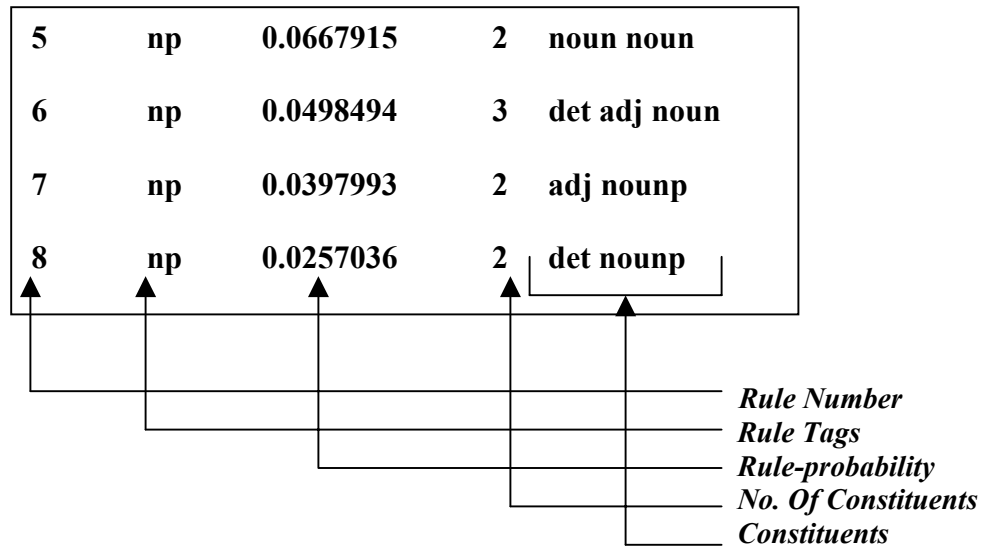 5 np 0.0667915 2 noun noun
6 np 0.0498494 3 det adj noun
7 np 0.0397993 2 adj nounp
8 np 0.0257036 2 det nounp
Rule Number
Rule Tags
Rule-probability
No. Of Constituents
Constituents